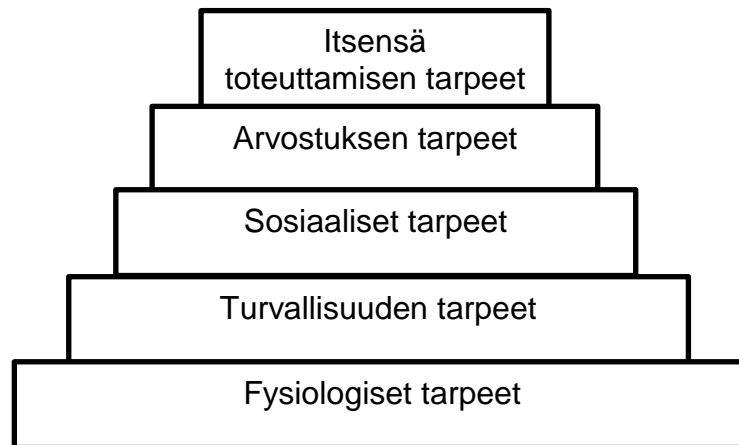 Itsensä
toteuttamisen tarpeet
Arvostuksen tarpeet
Sosiaaliset tarpeet
Turvallisuuden tarpeet
Fysiologiset tarpeet